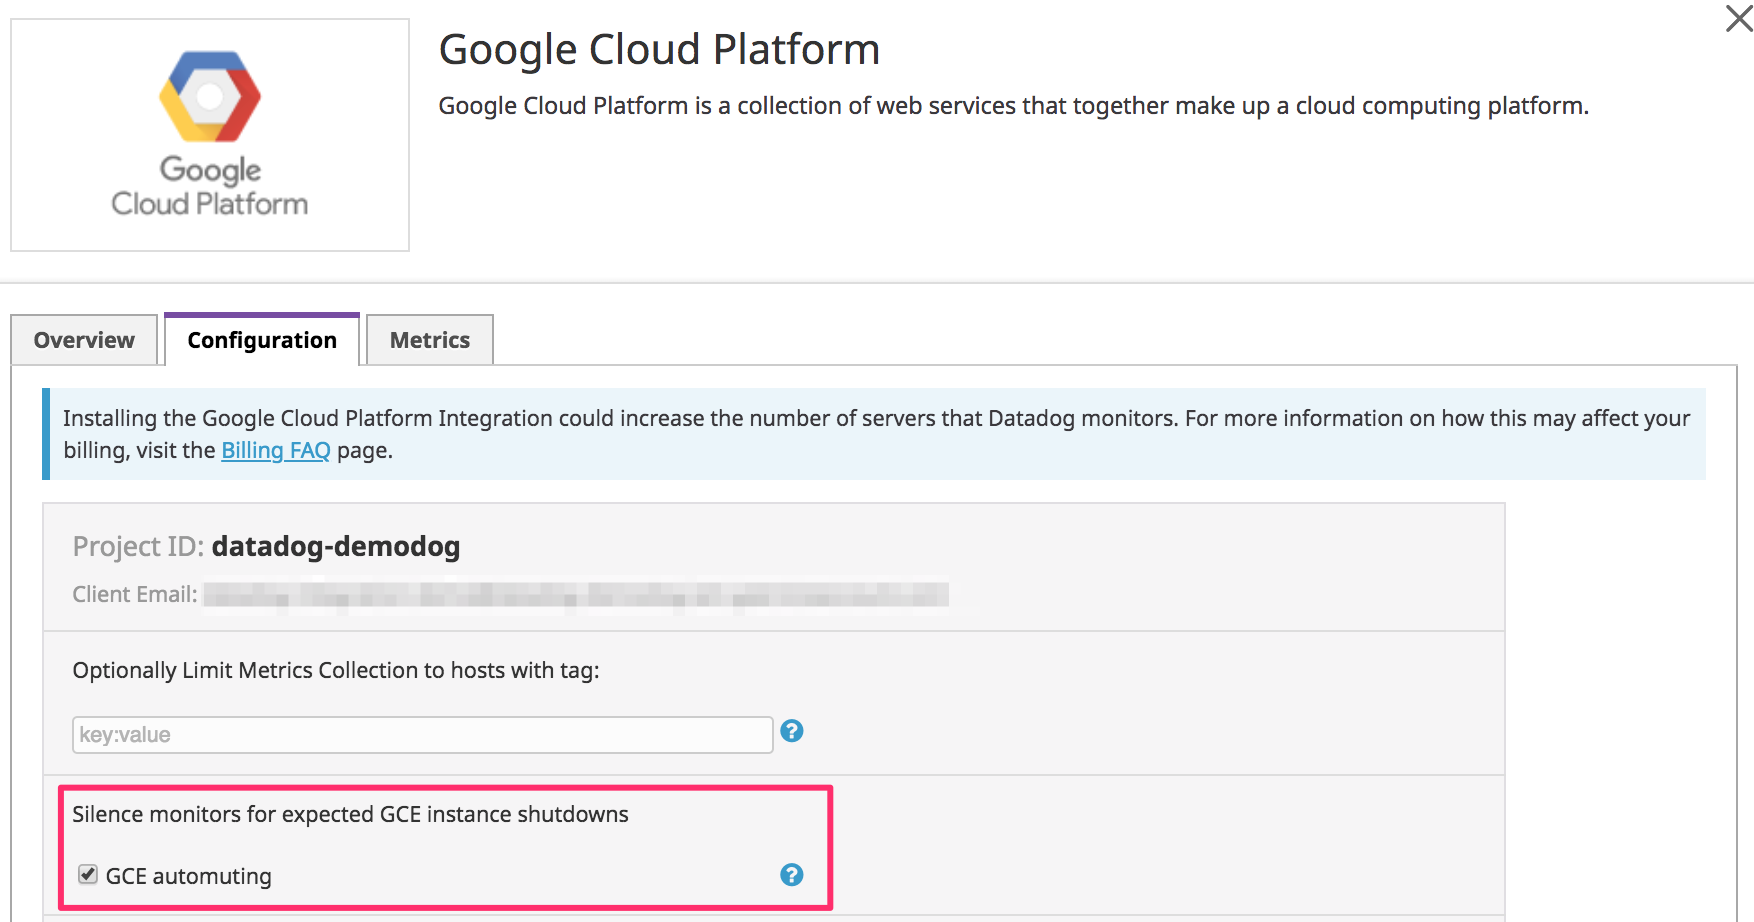 Google
Cloud Platform
Google Cloud Platform
Google Cloud Platform is a collection of web services that together make up a cloud computing platform.
Overview
Configuration
Metrics
Installing the Google Cloud Platform Integration could increase the number of servers that Datadog monitors. For more information on how this may affect your
billing, visit the Billing FAQ page.
Project ID: datadog-demodog
Client Email:
Optionally Limit Metrics Collection to hosts with tag:
key:value
?
Silence monitors for expected GCE instance shutdowns
GCE automuting
?